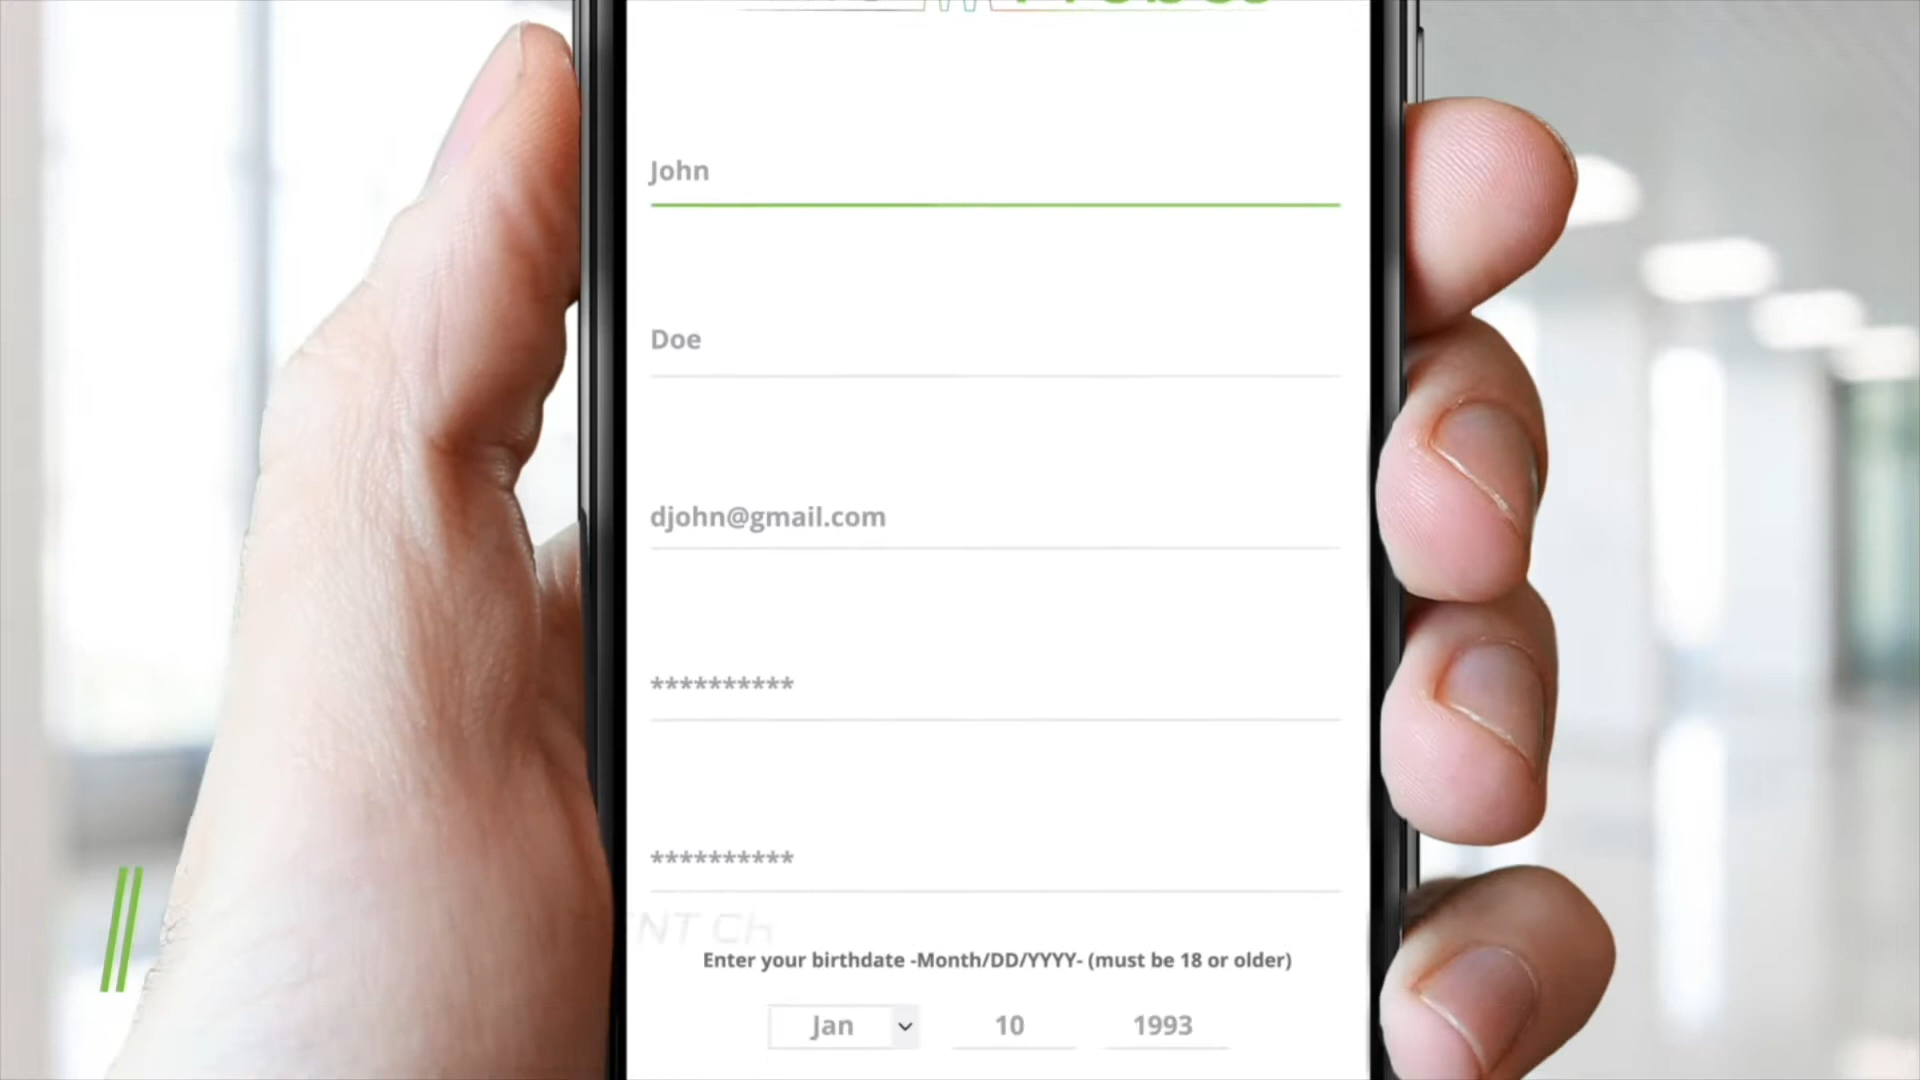 John
Doe
djohn@gmail.com
**********
**********
Enter your birthdate -Month/DD/YYYY- (must be 18 or older)
Jan 10 1993